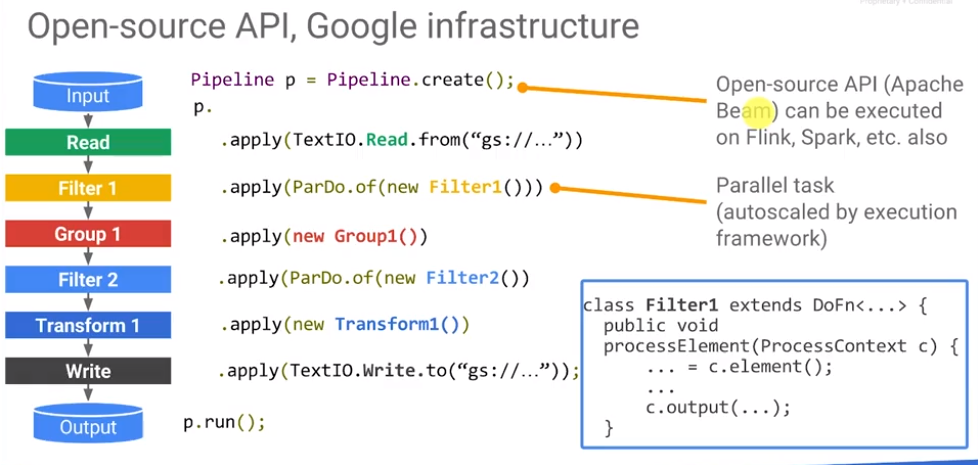 Proprietary + Confidential
Open-source API, Google infrastructure
Input
Read
Filter 1
Group 1
Filter 2
Transform 1
Write
Output
Pipeline p = Pipeline.create();
p.
.apply(TextIO.Read.from(“gs://…”))
.apply(ParDo.of(new Filter1()))
.apply(new Group1())
.apply(ParDo.of(new Filter2())
.apply(new Transform1())
.apply(TextIO.Write.to(“gs://…”));
p.run();
Open-source API (Apache
Beam) can be executed
on Flink, Spark, etc. also
Parallel task
(autoscaled by execution
framework)
class Filter1 extends DoFn<...> {
public void
processElement(ProcessContext c) {
... = c.element();
...
c.output(...);
}